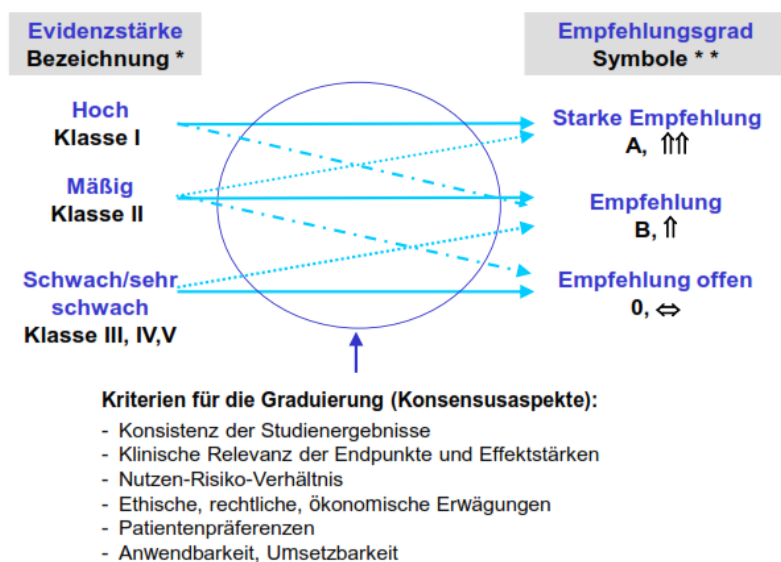 Evidenzstärke
Bezeichnung *
Empfehlungsgrad
Symbole * *
Hoch
Klasse I
Starke Empfehlung
A, ⇑⇑
Mäßig
Klasse II
Empfehlung
B, ⇑
Schwach/sehr
schwach
Klasse III, IV,V
Empfehlung offen
0, ⇔
Kriterien für die Graduierung (Konsensusaspekte):
- Konsistenz der Studienergebnisse
- Klinische Relevanz der Endpunkte und Effektstärken
- Nutzen-Risiko-Verhältnis
- Ethische, rechtliche, ökonomische Erwägungen
- Patientenpräferenzen
- Anwendbarkeit, Umsetzbarkeit